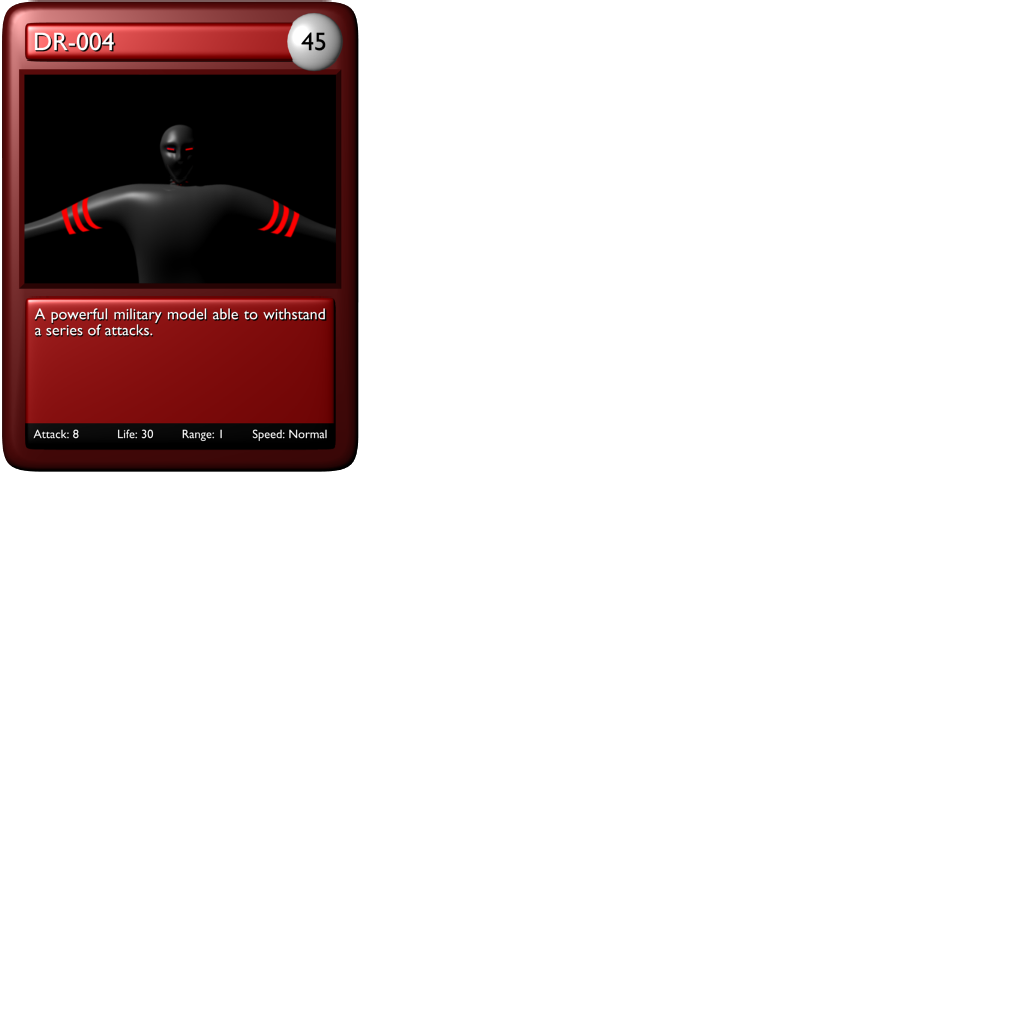 DR-004
45
A powerful military model able to withstand
a series of attacks.
Attack: 8 Life: 30 Range: 1 Speed: Normal